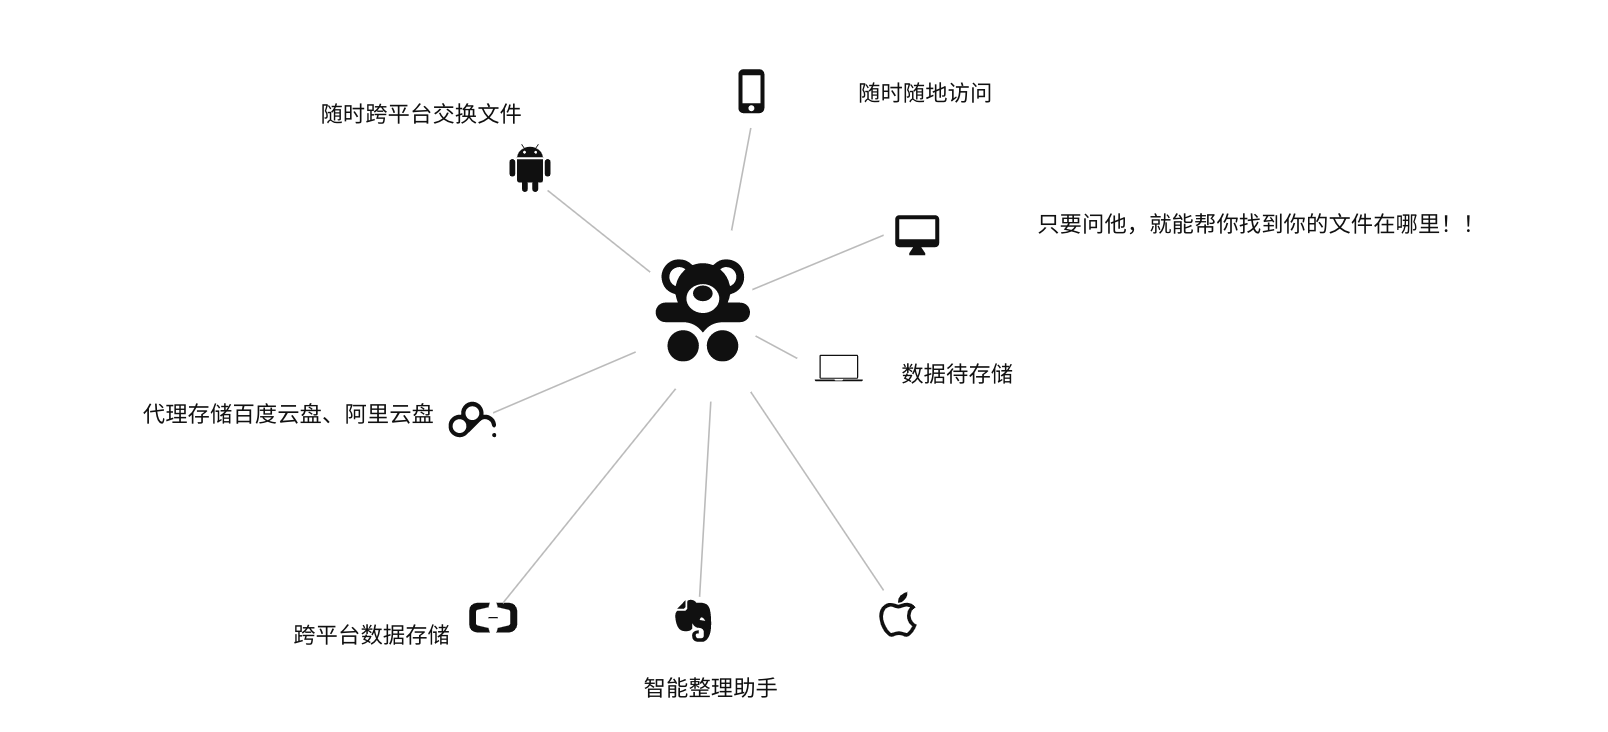 随时随地访问
随时跨平台交换文件
只要问他，就能帮你找到你的文件在哪里！！
数据待存储
代理存储百度云盘、阿里云盘
跨平台数据存储
智能整理助手